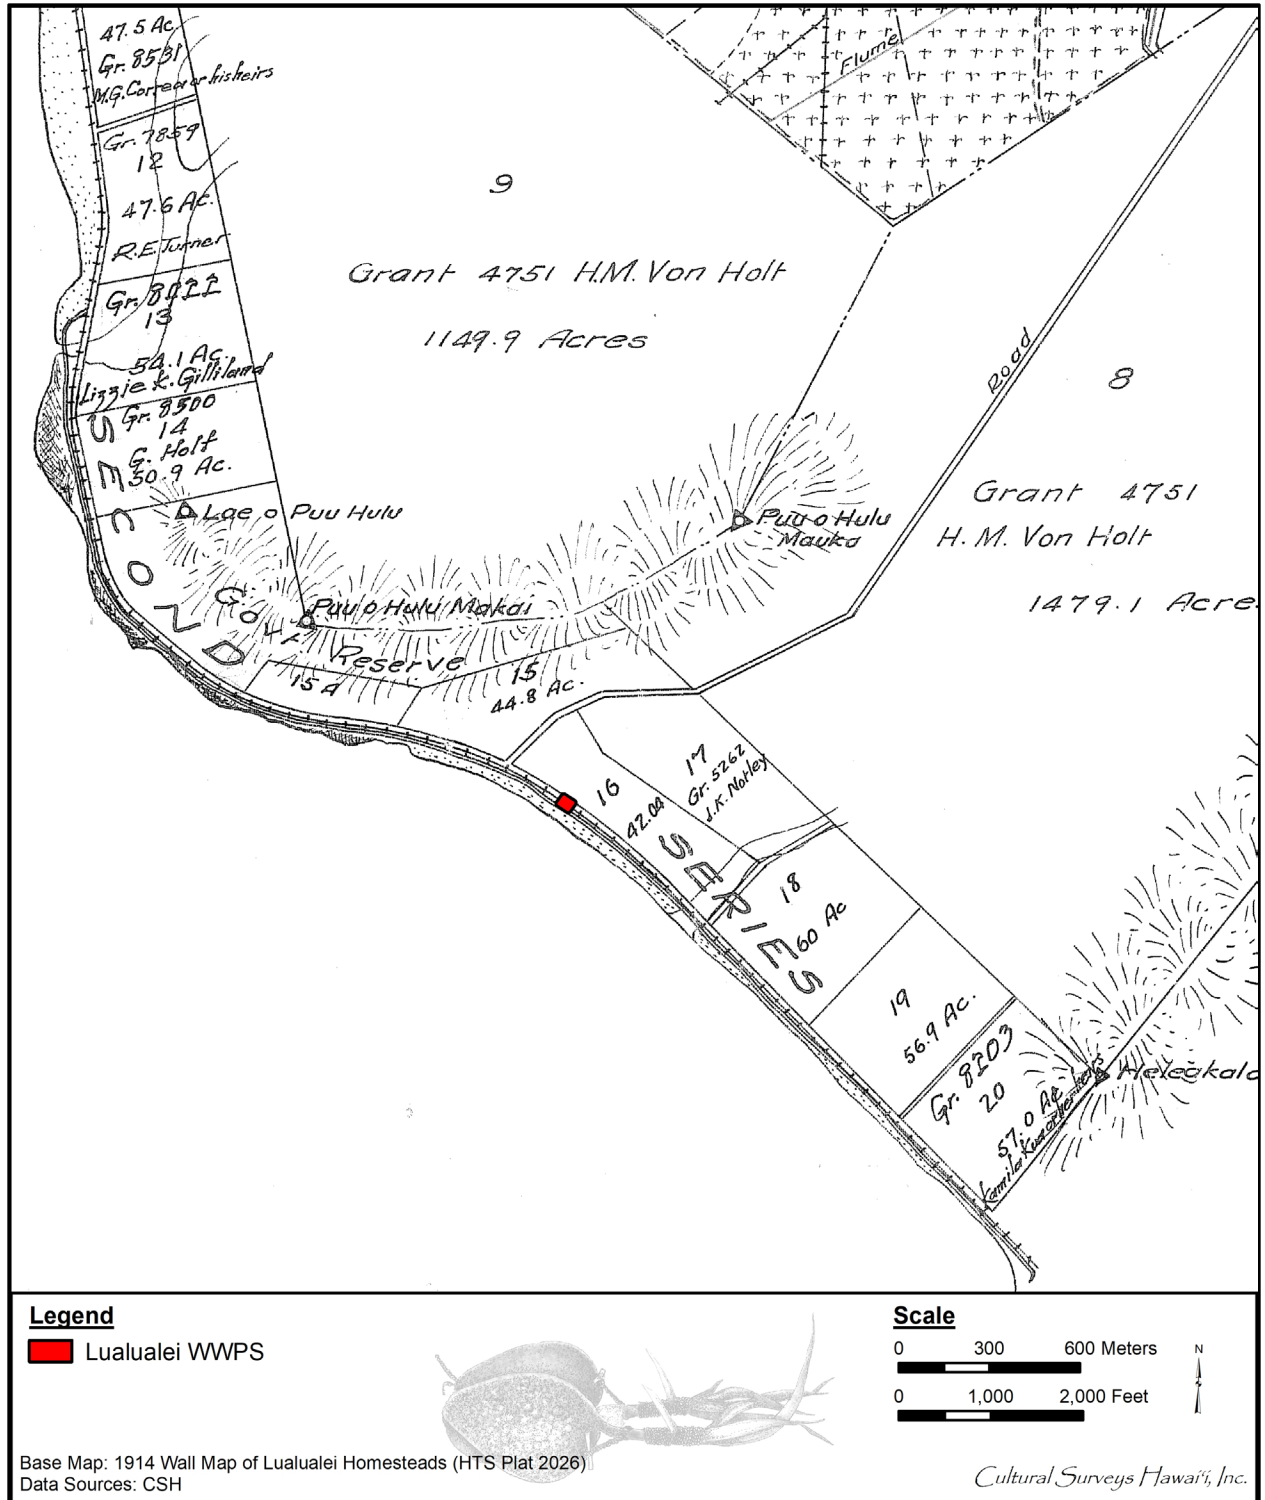 47.5 Ac.
Gr. 8531
M.G. Correa or his heirs
Gr. 7859
12
47.6 Ac.
R.E. Turner
13
54.1 Ac.
Lizzie K. Gilliland
Gr. 8500
14
G. Holt
50.9 Ac.
SECOND
Lae o Puu Hulu
9
Grant 4751 H.M. Von Holt
1149.9 Acres
Flume
Road
8
Grant 4751
H. M. Von Holt
1479.1 Acre
Puu o Hulu
Mauka
Puu o Hulu Makai
Gov't
Reserve
15A
15
44.8 Ac.
16
42.09
17
Gr. 5262
J.K. Notley
SERIES
18
60 Ac
19
56.9 Ac.
20
57.0 Ac
Heleakala
Legend
Lualualei WWPS
Scale
0 300 600 Meters
0 1,000 2,000 Feet
N
Base Map: 1914 Wall Map of Lualualei Homesteads (HTS Plat 2026)
Data Sources: CSH
Cultural Surveys Hawai'i, Inc.